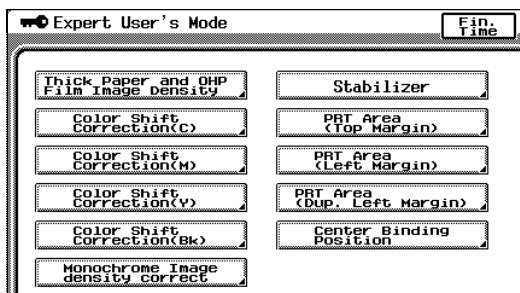 Expert User's Mode
Fin.
Time
Thick Paper and OHP
Film Image Density
Color Shift
Correction(C)
Color Shift
Correction(M)
Color Shift
Correction(Y)
Color Shift
Correction(Bk)
Monochrome Image
density correct
Stabilizer
PRT Area
(Top Margin)
PRT Area
(Left Margin)
PRT Area
(Dup. Left Margin)
Center Binding
Position